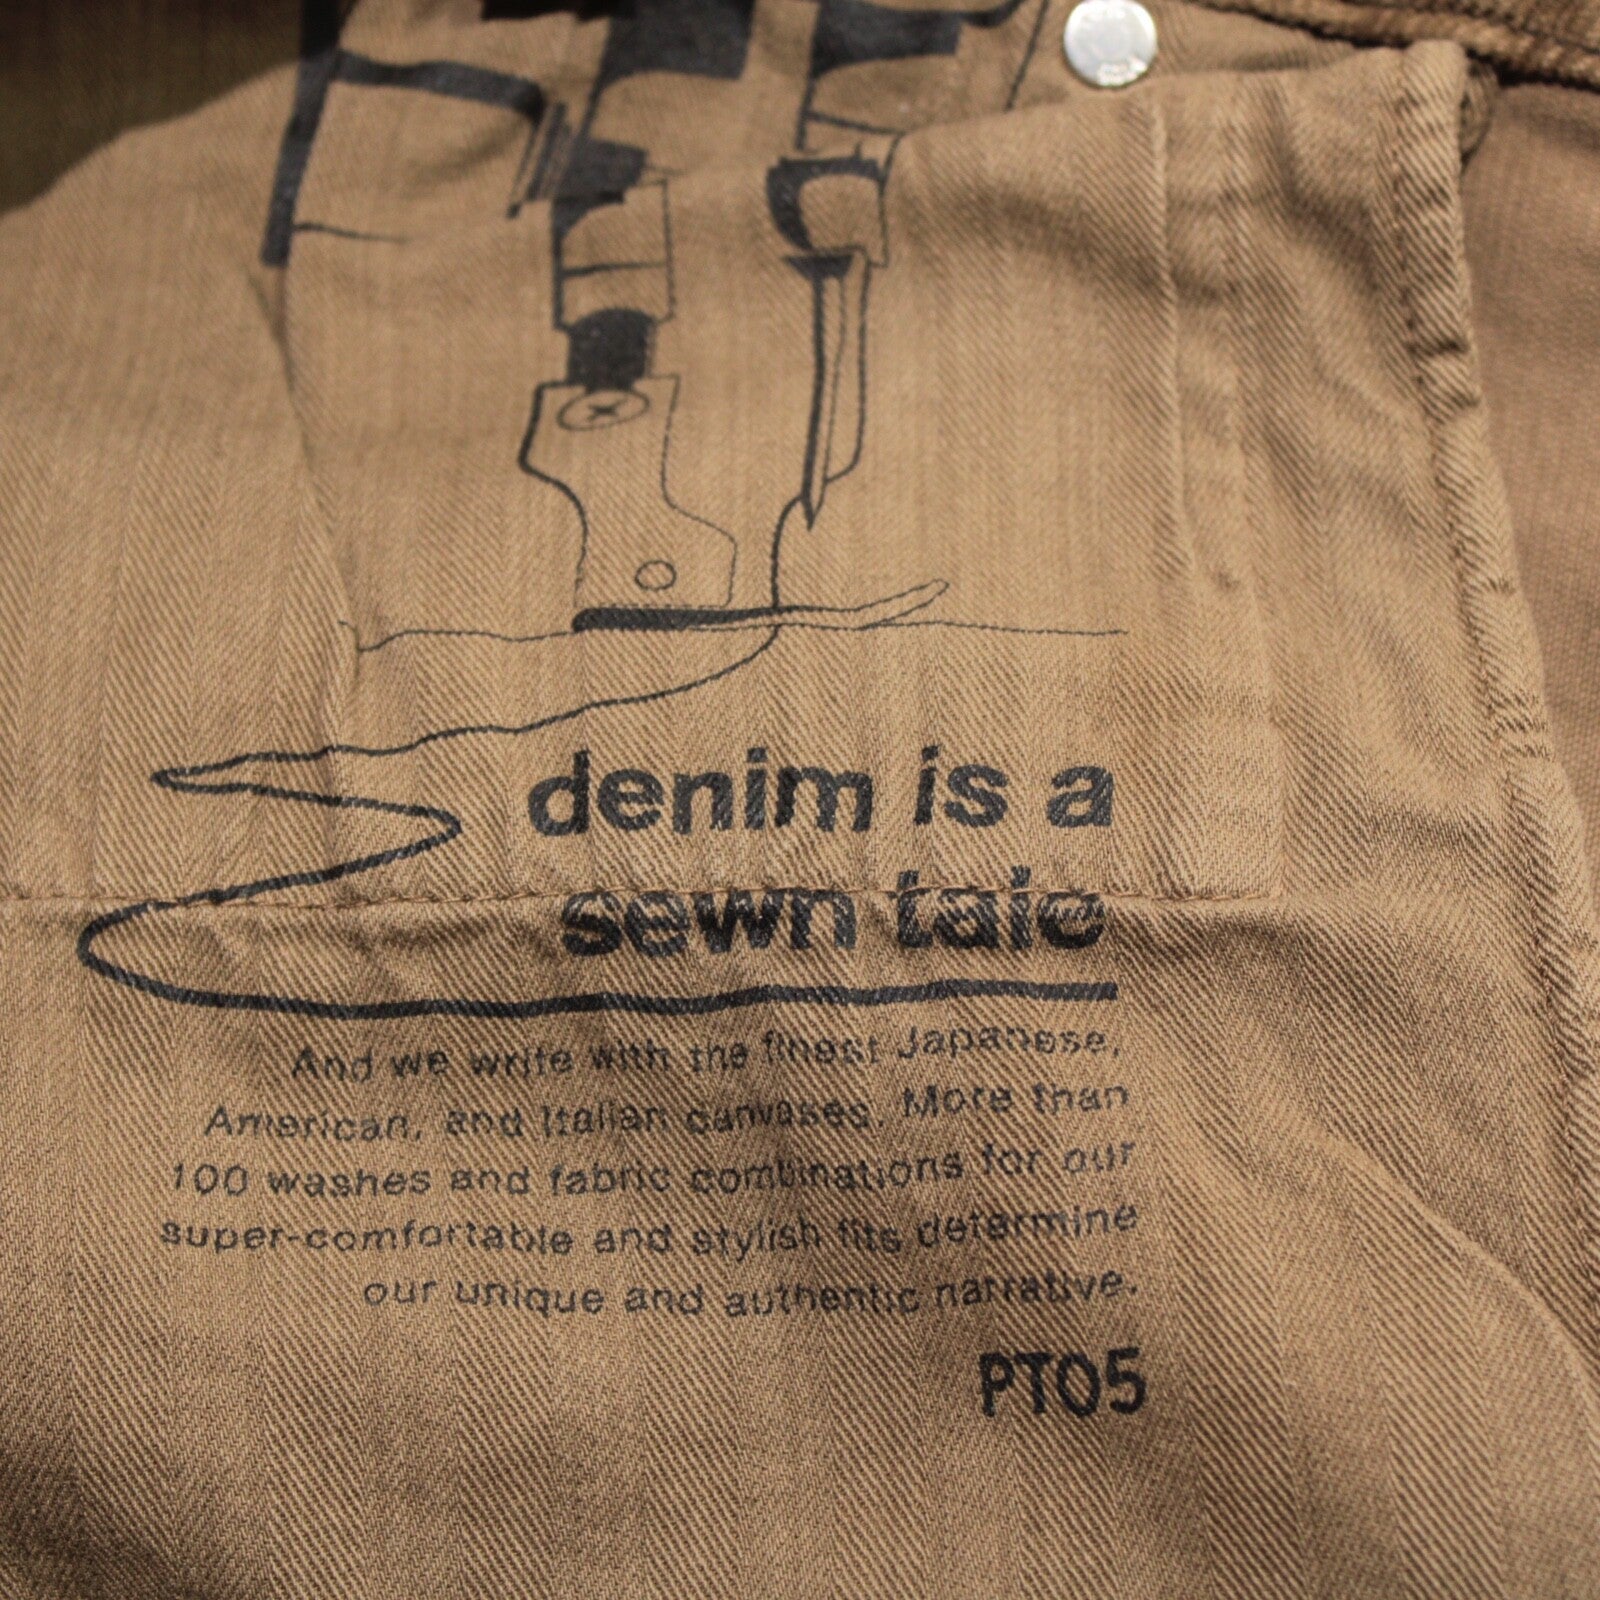 denim is a
sewn tale
And we write with the finest Japanese,
American, and Italian canvases. More than
100 washes and fabric combinations for our
super-comfortable and stylish fits determine
our unique and authentic narrative.
PT05